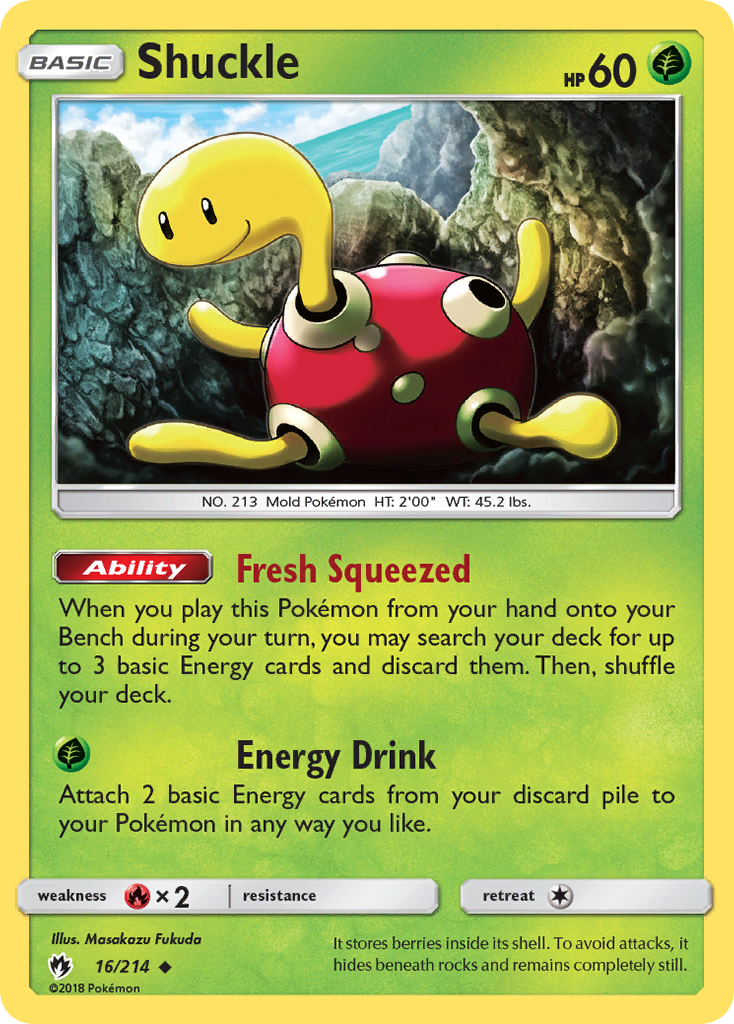 BASIC
Shuckle
HP60
NO. 213 Mold Pokémon HT: 2'00" WT: 45.2 lbs.
Ability Fresh Squeezed
When you play this Pokémon from your hand onto your
Bench during your turn, you may search your deck for up
to 3 basic Energy cards and discard them. Then, shuffle
your deck.
Energy Drink
Attach 2 basic Energy cards from your discard pile to
your Pokémon in any way you like.
weakness ×2 resistance retreat
Illus. Masakazu Fukuda
16/214
©2018 Pokémon
It stores berries inside its shell. To avoid attacks, it
hides beneath rocks and remains completely still.